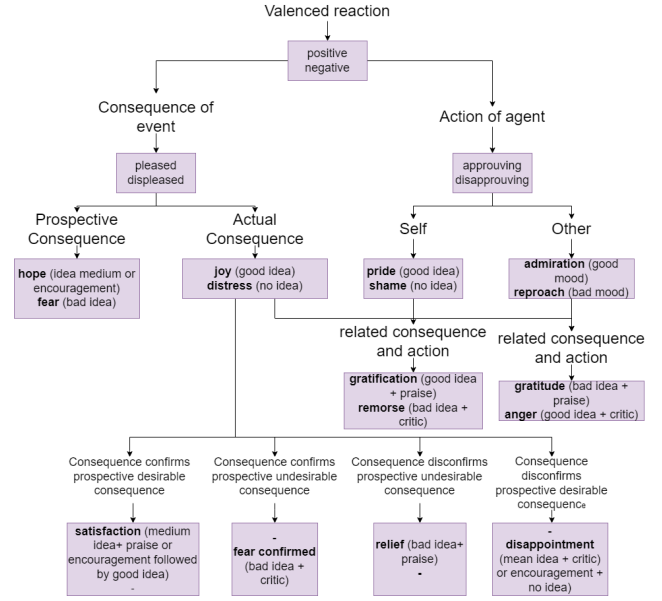 Valenced reaction
positive
negative
Consequence of
event
Action of agent
pleased
displeased
approuving
disapprouving
Prospective
Consequence
Actual
Consequence
Self
Other
hope (idea medium or
encouragement)
fear (bad idea)
joy (good idea)
distress (no idea)
pride (good idea)
shame (no idea)
admiration (good
mood)
reproach (bad mood)
related consequence
and action
related consequence
and action
gratification (good idea
+ praise)
remorse (bad idea +
critic)
gratitude (bad idea +
praise)
anger (good idea + critic)
Consequence confirms
prospective desirable
consequence
Consequence confirms
prospective undesirable
consequence
Consequence disconfirms
prospective undesirable
consequence
Consequence
disconfirms
prospective desirable
consequence
satisfaction (medium
idea+ praise or
encouragement followed
by good idea)
-
-
fear confirmed
(bad idea +
critic)
relief (bad idea+
praise)
-
-
disappointment
(mean idea + critic)
or encouragement +
no idea)